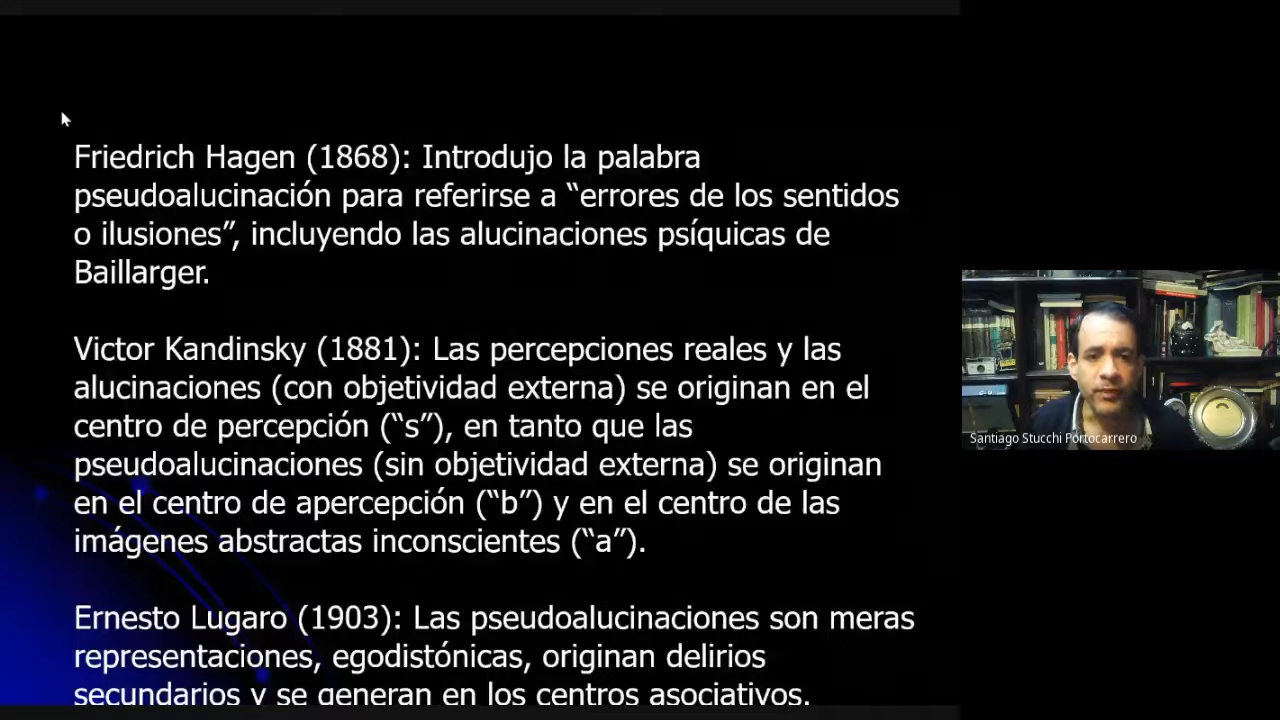 Friedrich Hagen (1868): Introdujo la palabra
pseudoalucinación para referirse a “errores de los sentidos
o ilusiones”, incluyendo las alucinaciones psíquicas de
Baillarger.
Victor Kandinsky (1881): Las percepciones reales y las
alucinaciones (con objetividad externa) se originan en el
centro de percepción (“s”), en tanto que las
pseudoalucinaciones (sin objetividad externa) se originan
en el centro de apercepción (“b”) y en el centro de las
imágenes abstractas inconscientes (“a”).
Ernesto Lugaro (1903): Las pseudoalucinaciones son meras
representaciones, egodistónicas, originan delirios
secundarios y se generan en los centros asociativos.
Santiago Stucchi Portocarrero